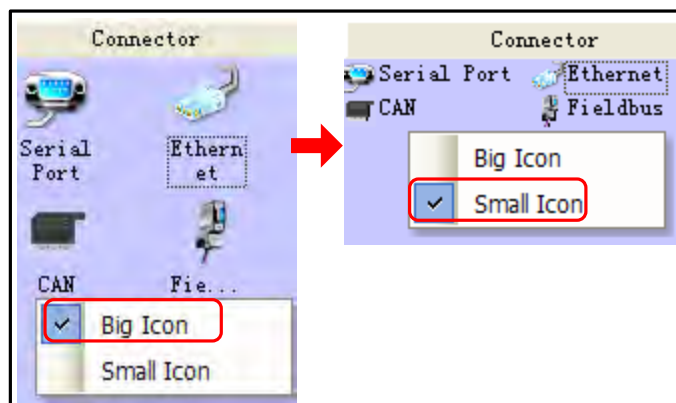 Connector
Serial Port
Ethern
et
CAN
Fie...
Big Icon
Small Icon
Connector
Serial Port Ethernet
CAN Fieldbus
Big Icon
Small Icon